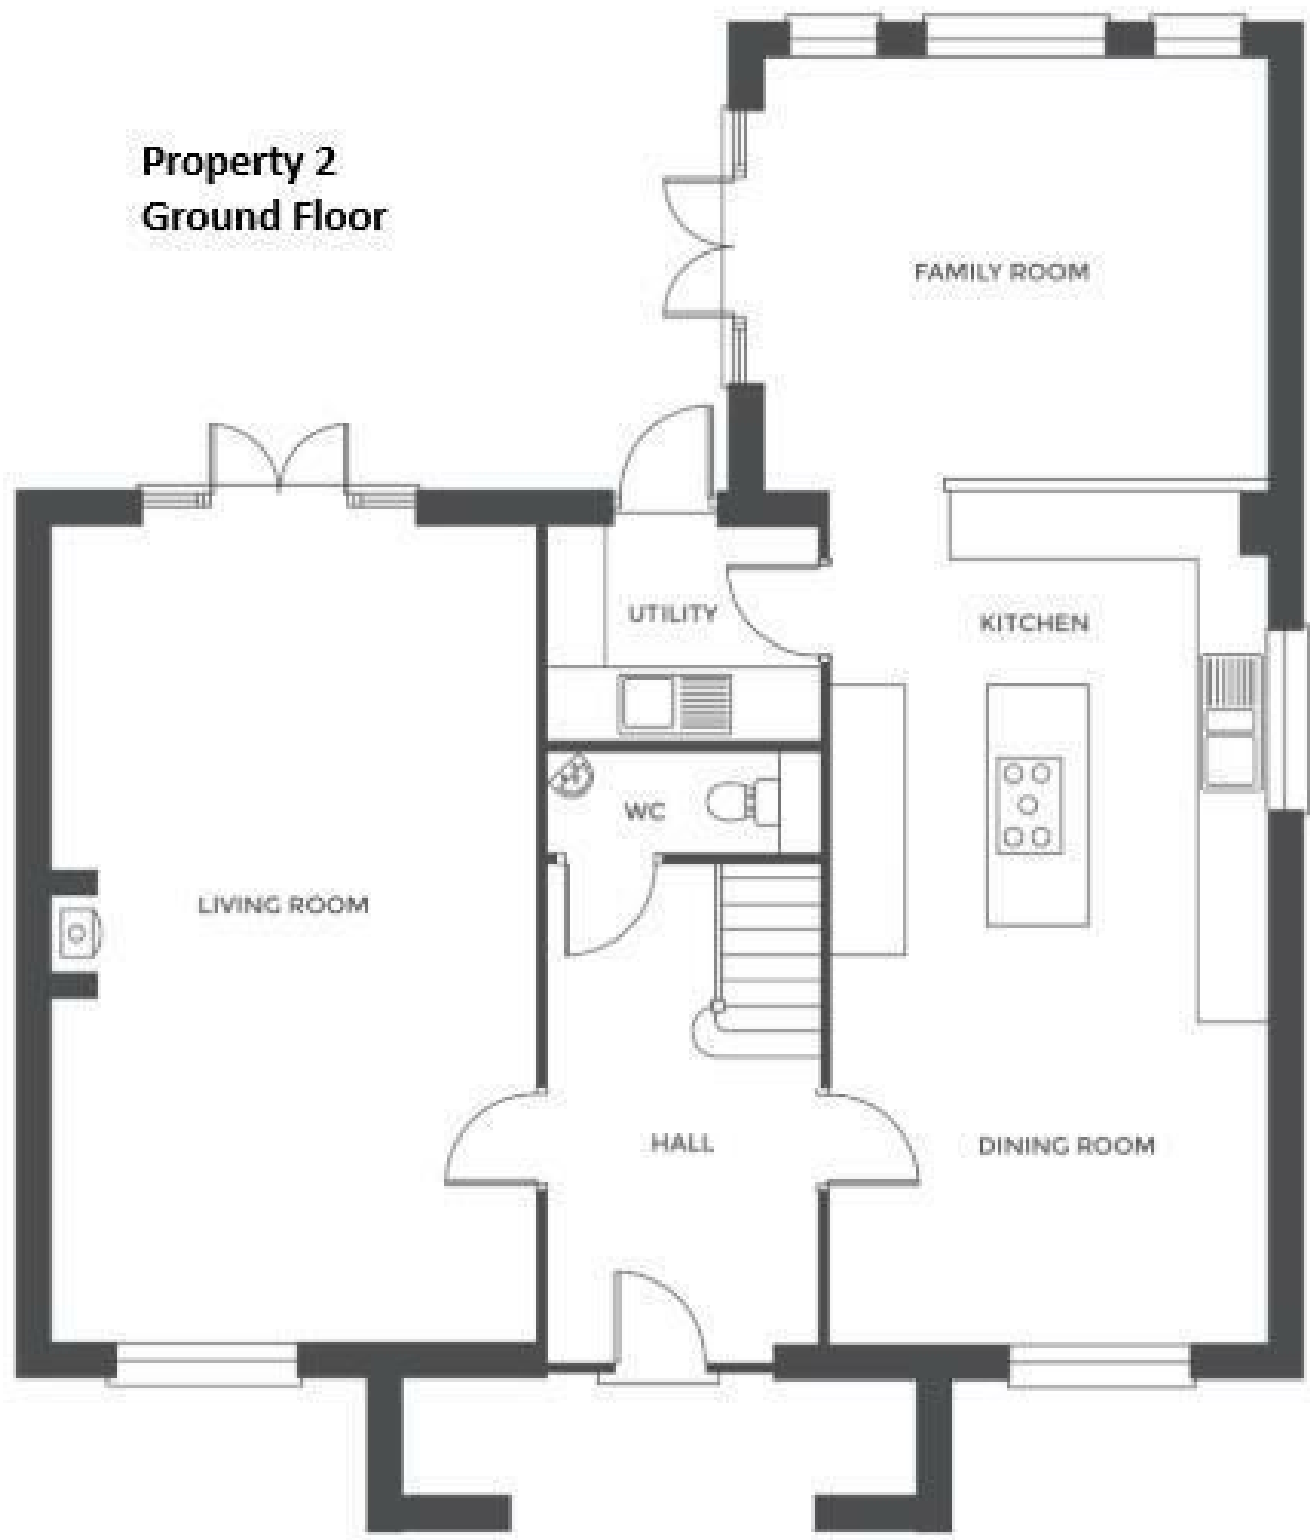 Property 2
Ground Floor
FAMILY ROOM
UTILITY
KITCHEN
WC
LIVING ROOM
HALL
DINING ROOM